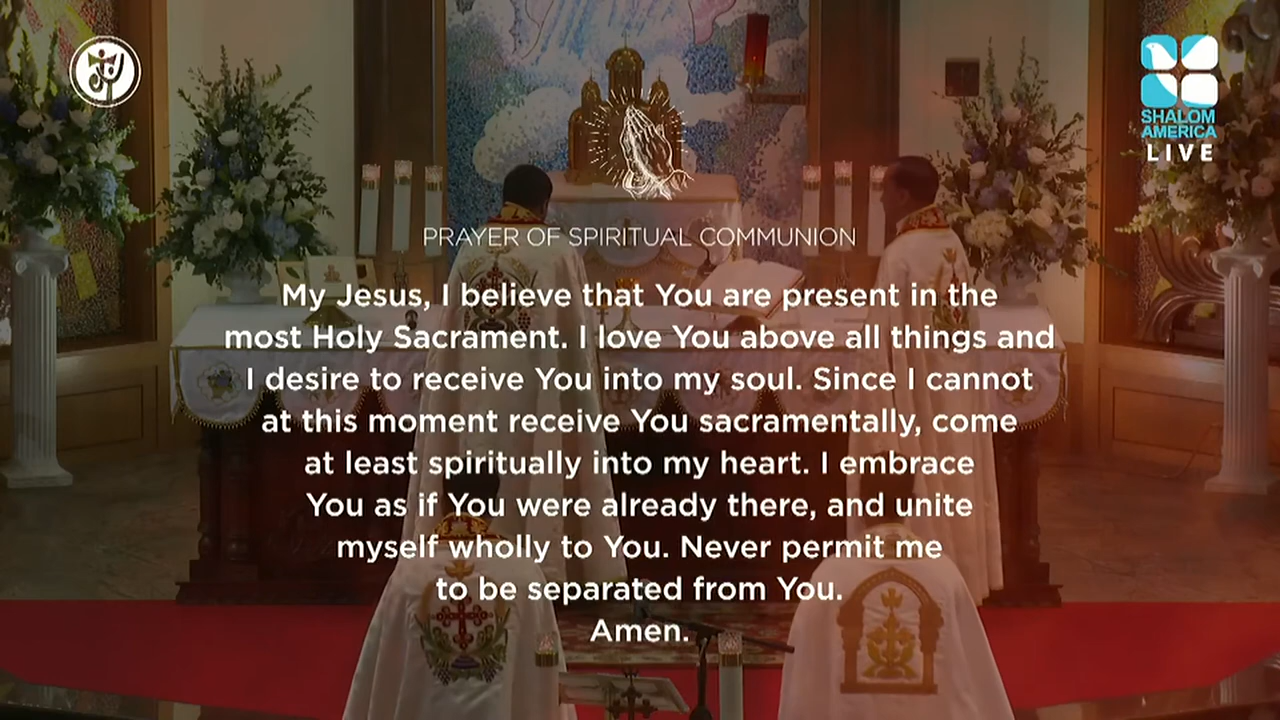 SHALOM
AMERICA
LIVE
PRAYER OF SPIRITUAL COMMUNION
My Jesus, I believe that You are present in the
most Holy Sacrament. I love You above all things and
I desire to receive You into my soul. Since I cannot
at this moment receive You sacramentally, come
at least spiritually into my heart. I embrace
You as if You were already there, and unite
myself wholly to You. Never permit me
to be separated from You.
Amen.